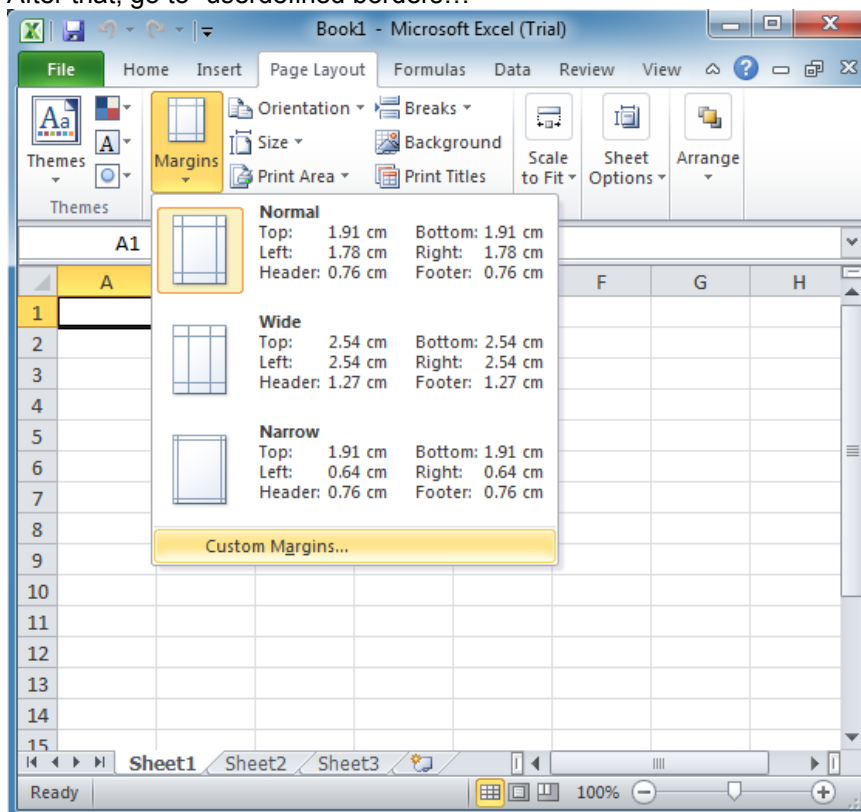 After that, go to "userdefined borders…
Book1 - Microsoft Excel (Trial)
File Home Insert Page Layout Formulas Data Review View
Themes
Margins
Orientation
Size
Print Area
Breaks
Background
Print Titles
Scale to Fit
Sheet Options
Arrange
Themes
A1
Normal
Top: 1.91 cm Bottom: 1.91 cm
Left: 1.78 cm Right: 1.78 cm
Header: 0.76 cm Footer: 0.76 cm
Wide
Top: 2.54 cm Bottom: 2.54 cm
Left: 2.54 cm Right: 2.54 cm
Header: 1.27 cm Footer: 1.27 cm
Narrow
Top: 1.91 cm Bottom: 1.91 cm
Left: 0.64 cm Right: 0.64 cm
Header: 0.76 cm Footer: 0.76 cm
Custom Margins...
A F G H
1
2
3
4
5
6
7
8
9
10
11
12
13
14
15
Sheet1 Sheet2 Sheet3
Ready 100%